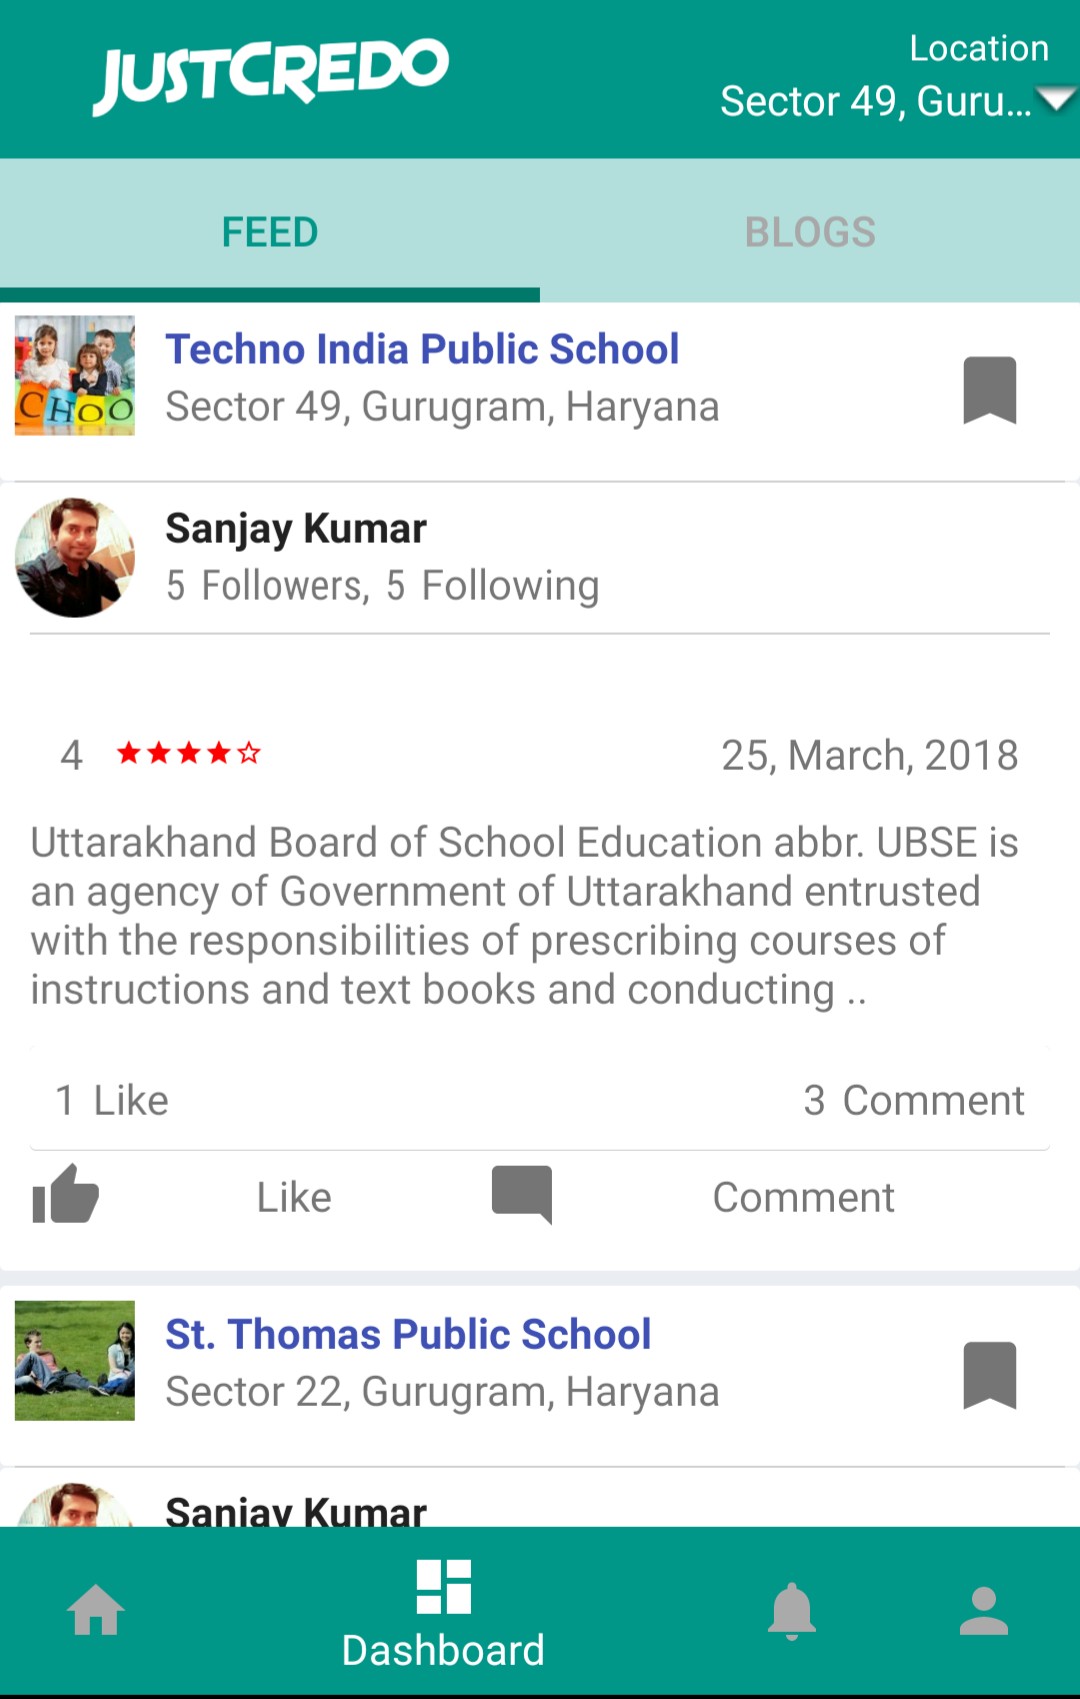 JUSTCREDO
Location
Sector 49, Guru...
FEED
BLOGS
CHOO
Techno India Public School
Sector 49, Gurugram, Haryana
Sanjay Kumar
5 Followers, 5 Following
4
25, March, 2018
Uttarakhand Board of School Education abbr. UBSE is
an agency of Government of Uttarakhand entrusted
with the responsibilities of prescribing courses of
instructions and text books and conducting ..
1 Like
3 Comment
Like
Comment
St. Thomas Public School
Sector 22, Gurugram, Haryana
Sanjay Kumar
Dashboard